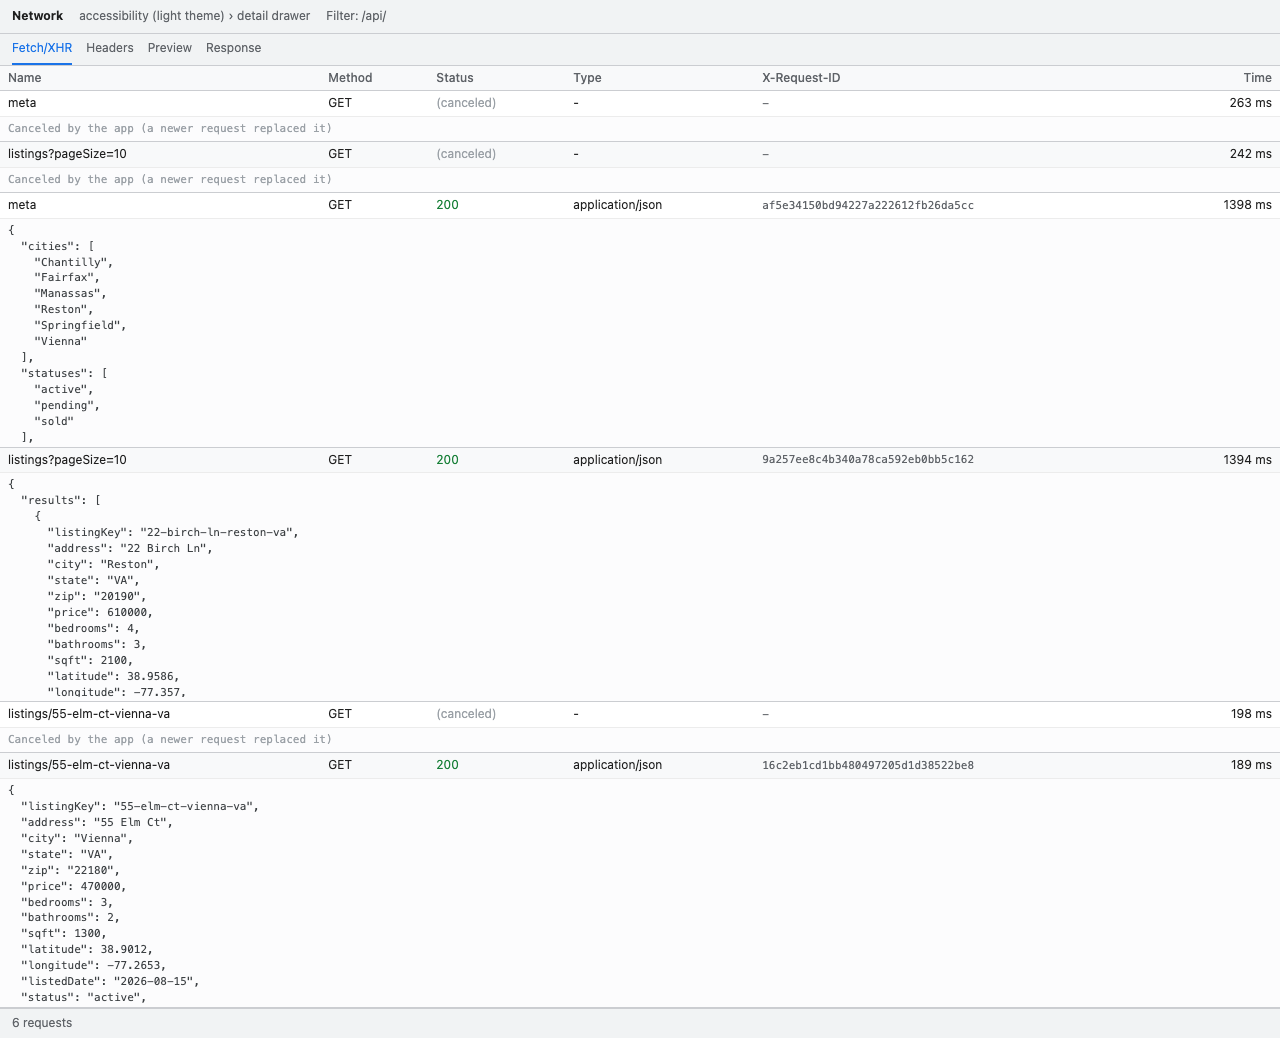 Network accessibility (light theme) › detail drawer Filter: /api/
Fetch/XHR Headers Preview Response
Name Method Status Type X-Request-ID Time
meta GET (canceled) - – 263 ms
Canceled by the app (a newer request replaced it)
listings?pageSize=10 GET (canceled) - – 242 ms
Canceled by the app (a newer request replaced it)
meta GET 200 application/json af5e34150bd94227a222612fb26da5cc 1398 ms
{
"cities": [
"Chantilly",
"Fairfax",
"Manassas",
"Reston",
"Springfield",
"Vienna"
],
"statuses": [
"active",
"pending",
"sold"
],
listings?pageSize=10 GET 200 application/json 9a257ee8c4b340a78ca592eb0bb5c162 1394 ms
{
"results": [
{
"listingKey": "22-birch-ln-reston-va",
"address": "22 Birch Ln",
"city": "Reston",
"state": "VA",
"zip": "20190",
"price": 610000,
"bedrooms": 4,
"bathrooms": 3,
"sqft": 2100,
"latitude": 38.9586,
"longitude": -77.357,
listings/55-elm-ct-vienna-va GET (canceled) - – 198 ms
Canceled by the app (a newer request replaced it)
listings/55-elm-ct-vienna-va GET 200 application/json 16c2eb1cd1bb480497205d1d38522be8 189 ms
{
"listingKey": "55-elm-ct-vienna-va",
"address": "55 Elm Ct",
"city": "Vienna",
"state": "VA",
"zip": "22180",
"price": 470000,
"bedrooms": 3,
"bathrooms": 2,
"sqft": 1300,
"latitude": 38.9012,
"longitude": -77.2653,
"listedDate": "2026-08-15",
"status": "active",
6 requests